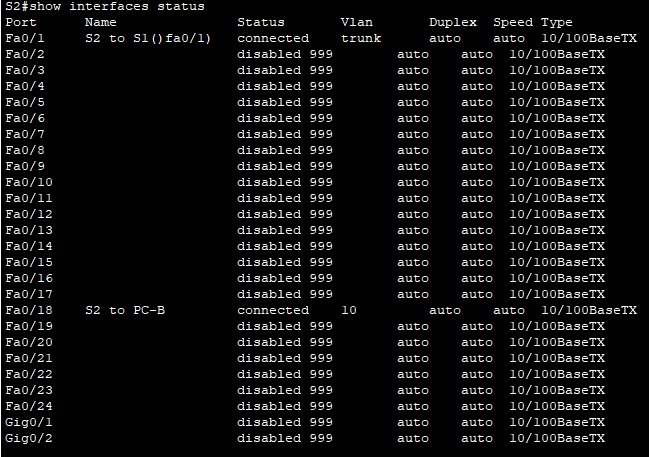 S2#show interfaces status
Port      Name               Status       Vlan       Duplex  Speed Type
Fa0/1     S2 to S1()fa0/1)   connected    trunk      auto    auto  10/100BaseTX
Fa0/2                        disabled 999        auto    auto  10/100BaseTX
Fa0/3                        disabled 999        auto    auto  10/100BaseTX
Fa0/4                        disabled 999        auto    auto  10/100BaseTX
Fa0/5                        disabled 999        auto    auto  10/100BaseTX
Fa0/6                        disabled 999        auto    auto  10/100BaseTX
Fa0/7                        disabled 999        auto    auto  10/100BaseTX
Fa0/8                        disabled 999        auto    auto  10/100BaseTX
Fa0/9                        disabled 999        auto    auto  10/100BaseTX
Fa0/10                       disabled 999        auto    auto  10/100BaseTX
Fa0/11                       disabled 999        auto    auto  10/100BaseTX
Fa0/12                       disabled 999        auto    auto  10/100BaseTX
Fa0/13                       disabled 999        auto    auto  10/100BaseTX
Fa0/14                       disabled 999        auto    auto  10/100BaseTX
Fa0/15                       disabled 999        auto    auto  10/100BaseTX
Fa0/16                       disabled 999        auto    auto  10/100BaseTX
Fa0/17                       disabled 999        auto    auto  10/100BaseTX
Fa0/18    S2 to PC-B         connected    10         auto    auto  10/100BaseTX
Fa0/19                       disabled 999        auto    auto  10/100BaseTX
Fa0/20                       disabled 999        auto    auto  10/100BaseTX
Fa0/21                       disabled 999        auto    auto  10/100BaseTX
Fa0/22                       disabled 999        auto    auto  10/100BaseTX
Fa0/23                       disabled 999        auto    auto  10/100BaseTX
Fa0/24                       disabled 999        auto    auto  10/100BaseTX
Gig0/1                       disabled 999        auto    auto  10/100BaseTX
Gig0/2                       disabled 999        auto    auto  10/100BaseTX